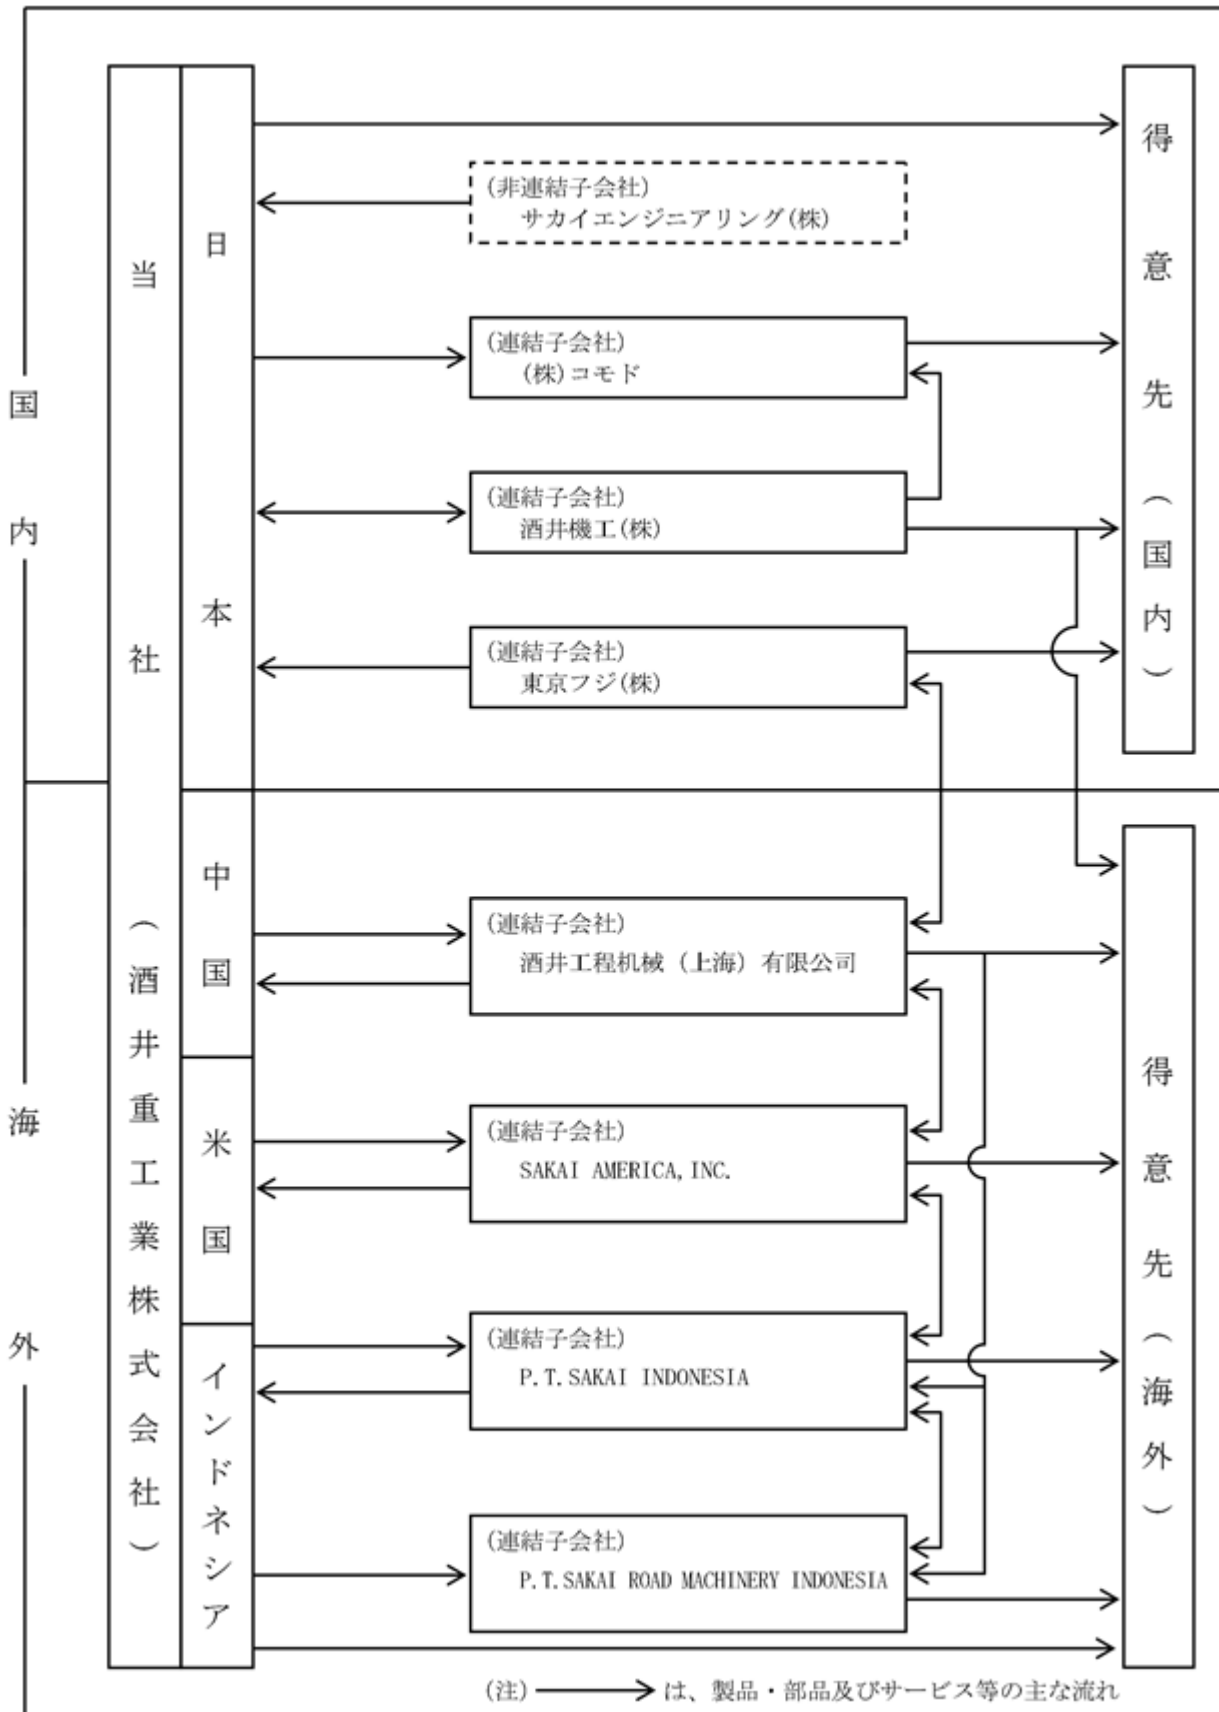 国内
海外
当社（酒井重工業株式会社）
日本
中国
米国
インドネシア
(非連結子会社)
サカイエンジニアリング(株)
(連結子会社)
(株)コモド
(連結子会社)
酒井機工(株)
(連結子会社)
東京フジ(株)
(連結子会社)
酒井工程机械（上海）有限公司
(連結子会社)
SAKAI AMERICA,INC.
(連結子会社)
P.T.SAKAI INDONESIA
(連結子会社)
P.T.SAKAI ROAD MACHINERY INDONESIA
得意先（国内）
得意先（海外）
(注) は、製品・部品及びサービス等の主な流れ